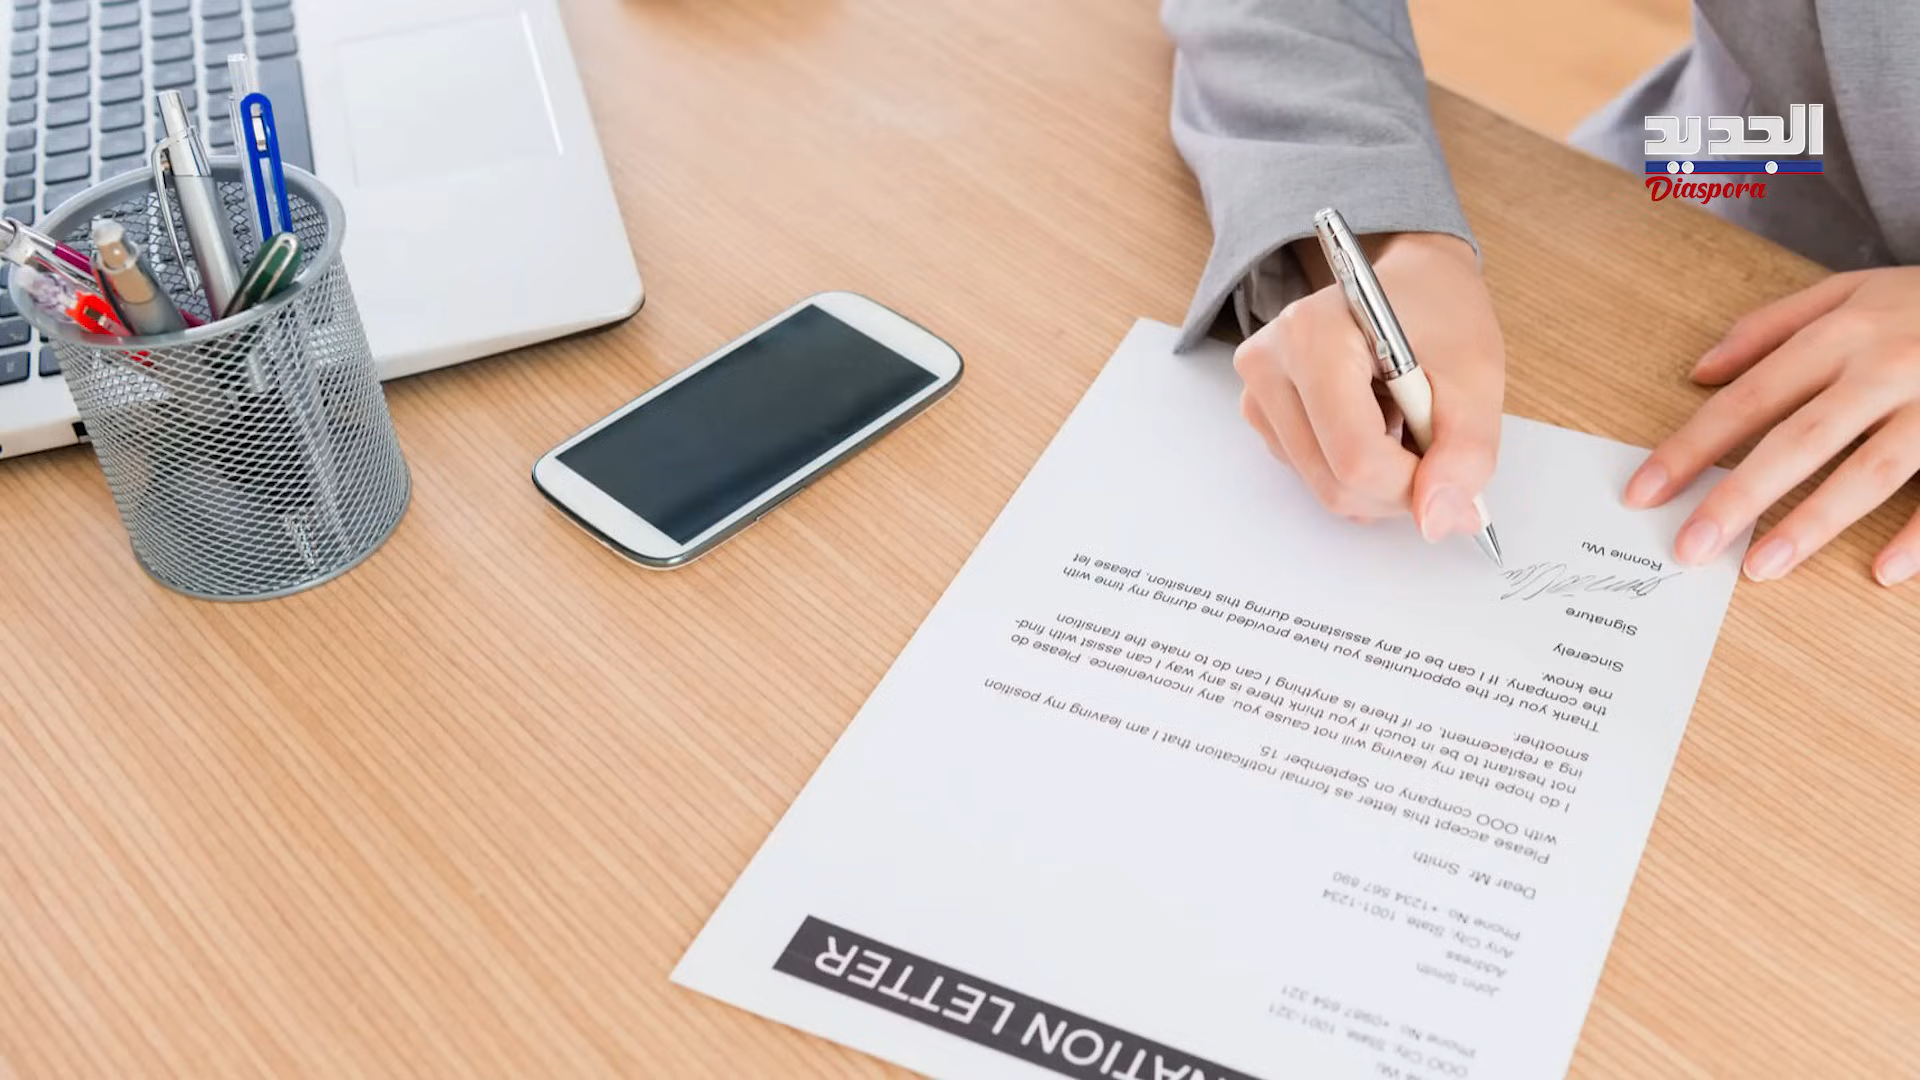 الجديد
Diaspora
NATION LETTER
OOO City, State, 1001-321
Phone No. +0987 654 321
John Smith
Address
Any City, State, 1001-1234
Phone No. +1234 567 890
Dear Mr. Smith
Please accept this letter as formal notification that I am leaving my position
with OOO company on September 15
I do hope that my leaving will not cause you, any inconvenience. Please do
not hesitant to be in touch if you think there is any way I can assist with find-
ing a replacement, or if there is anything I can do to make the transition
smoother.
Thank you for the opportunities you have provided me during my time with
the company. If I can be of any assistance during this transition, please let
me know.
Sincerely
Signature
Ronnie Wu